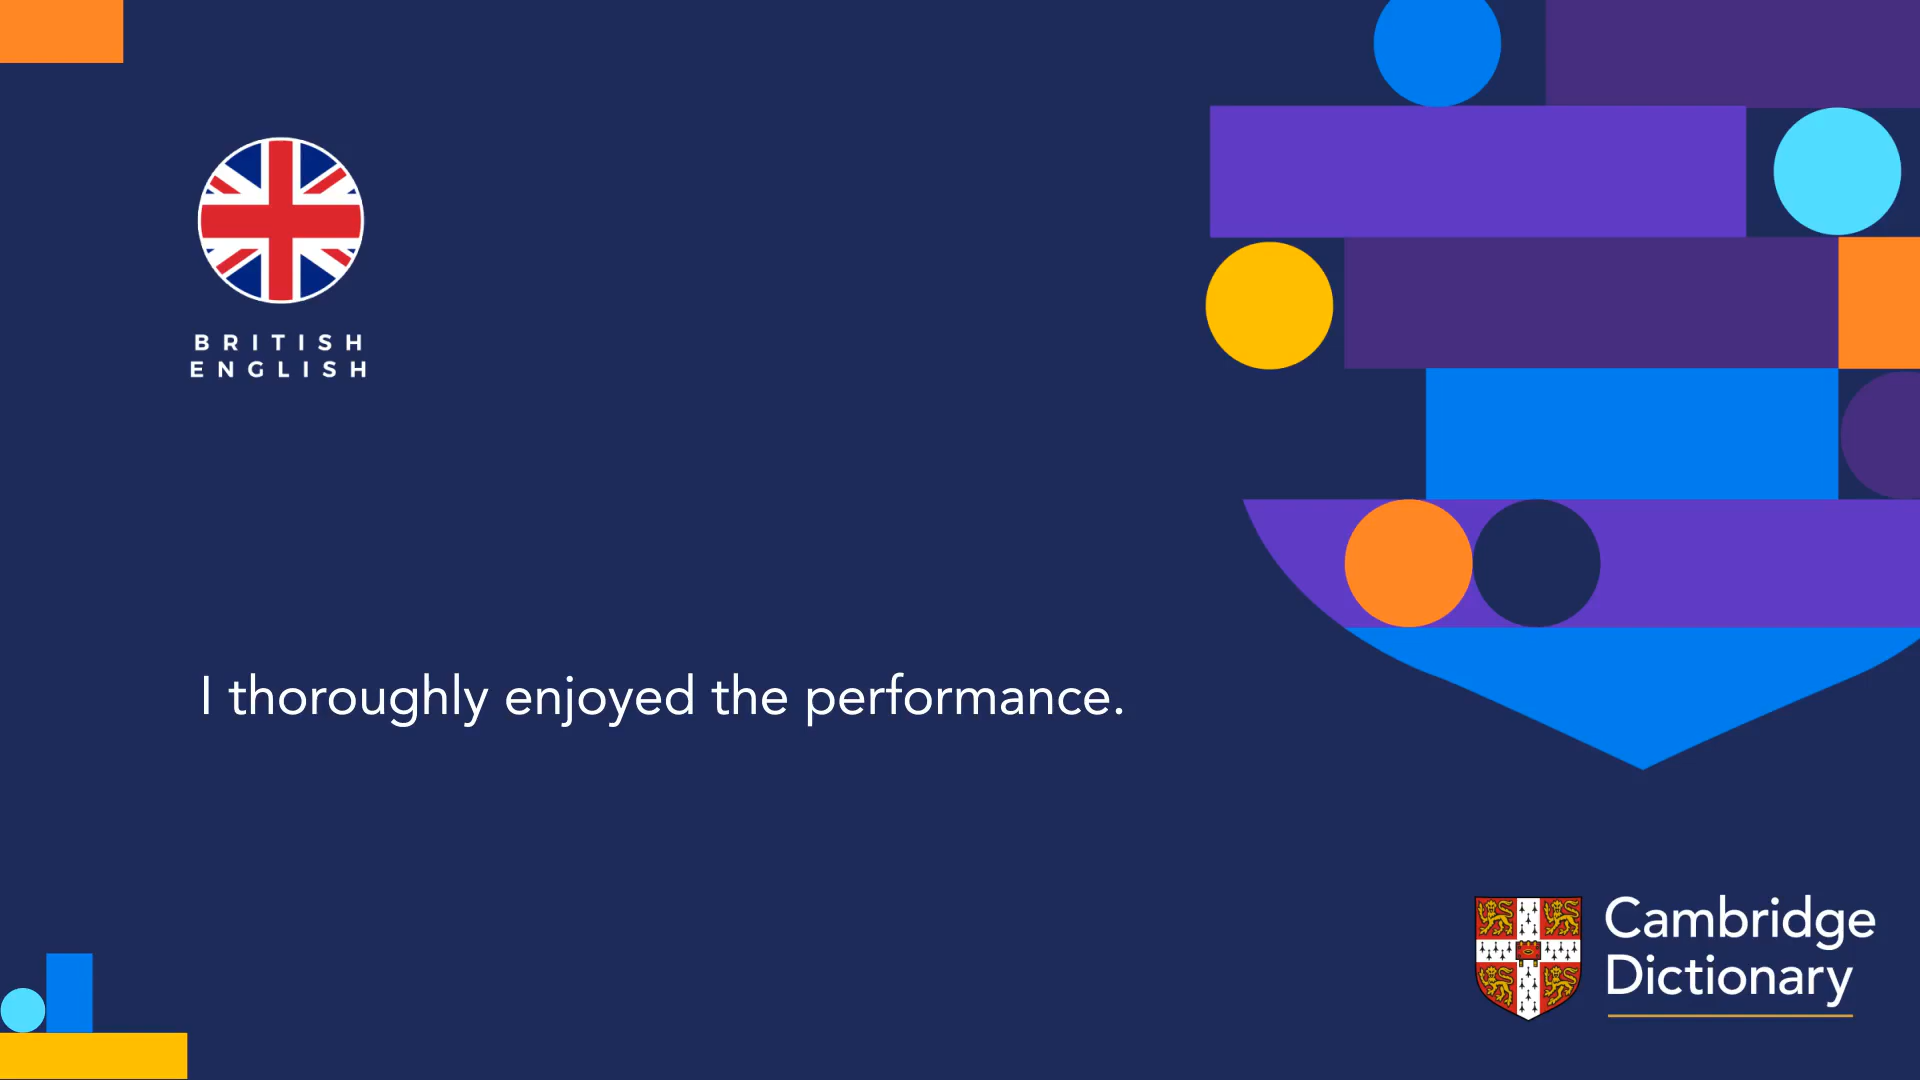 BRITISH
ENGLISH
I thoroughly enjoyed the performance.
Cambridge
Dictionary